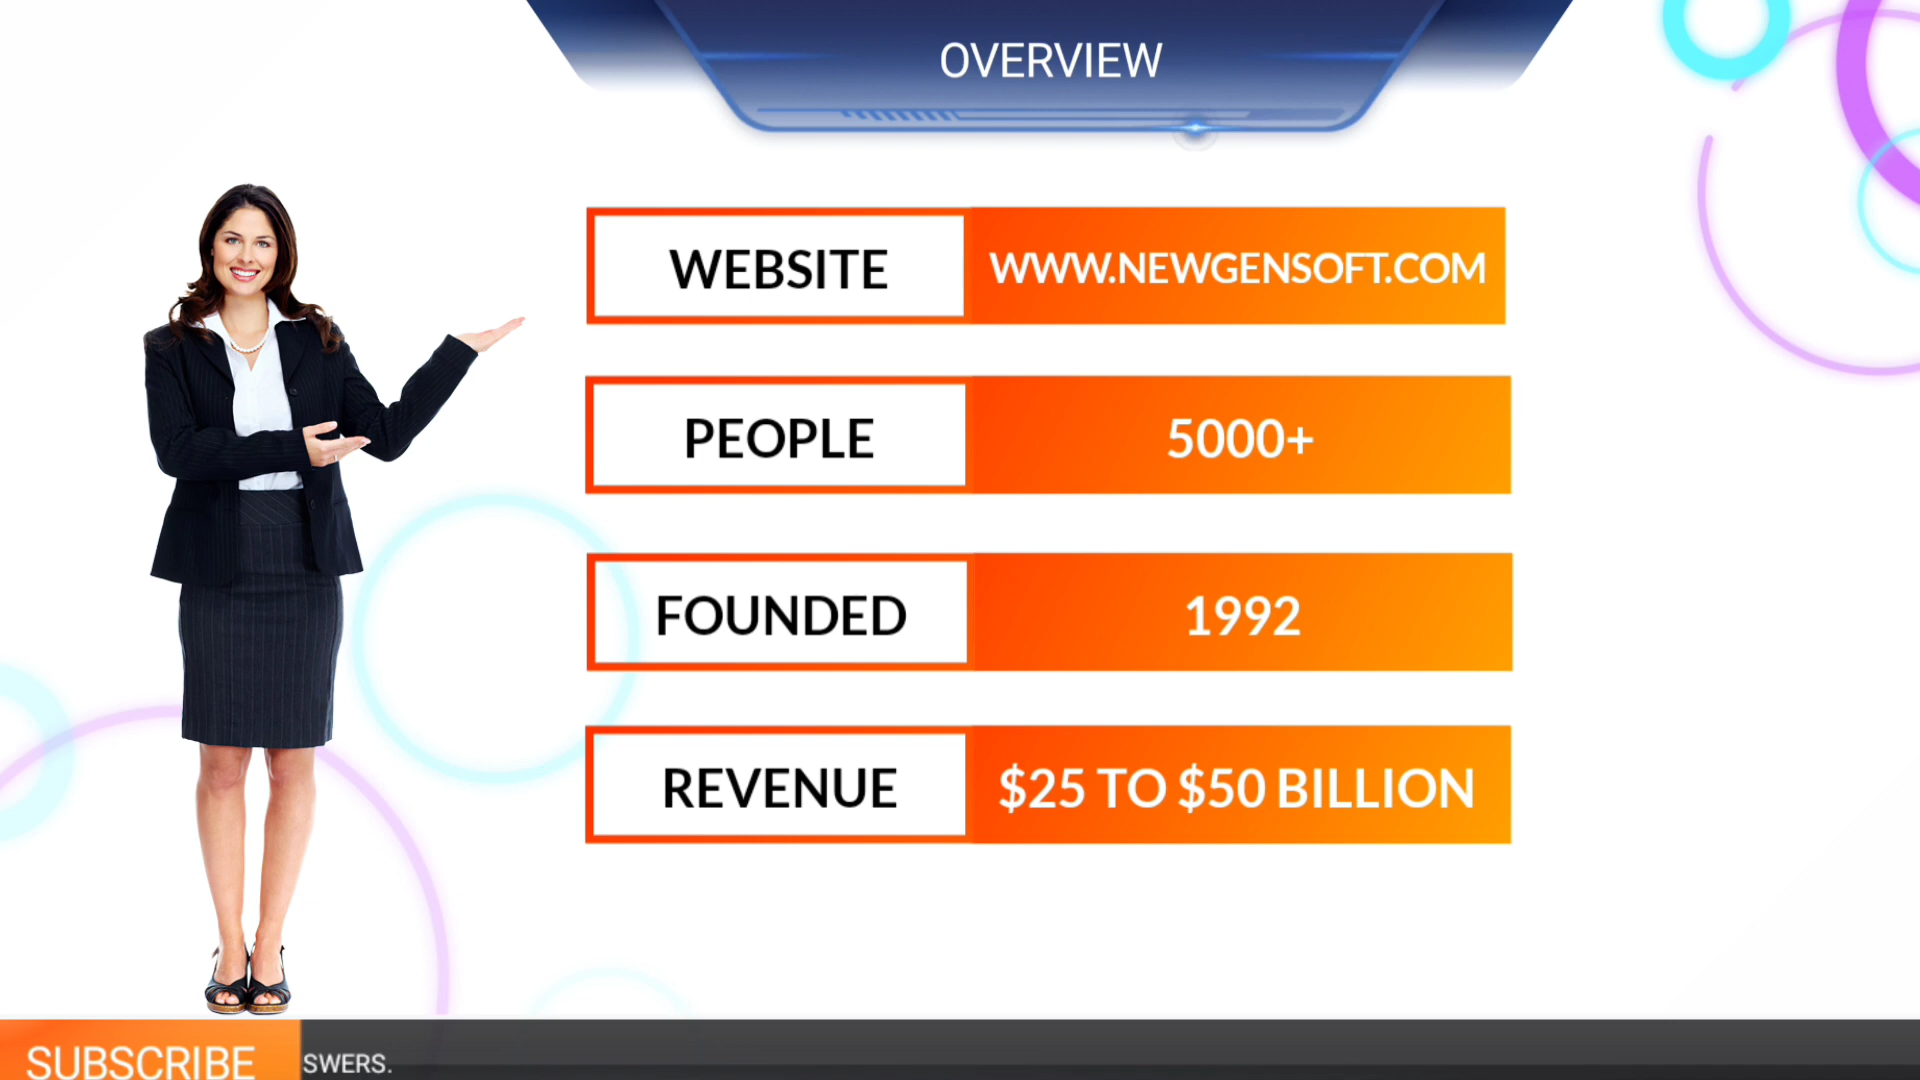 OVERVIEW
WEBSITE WWW.NEWGENSOFT.COM
PEOPLE 5000+
FOUNDED 1992
REVENUE $25 TO $50 BILLION
SUBSCRIBE SWERS.